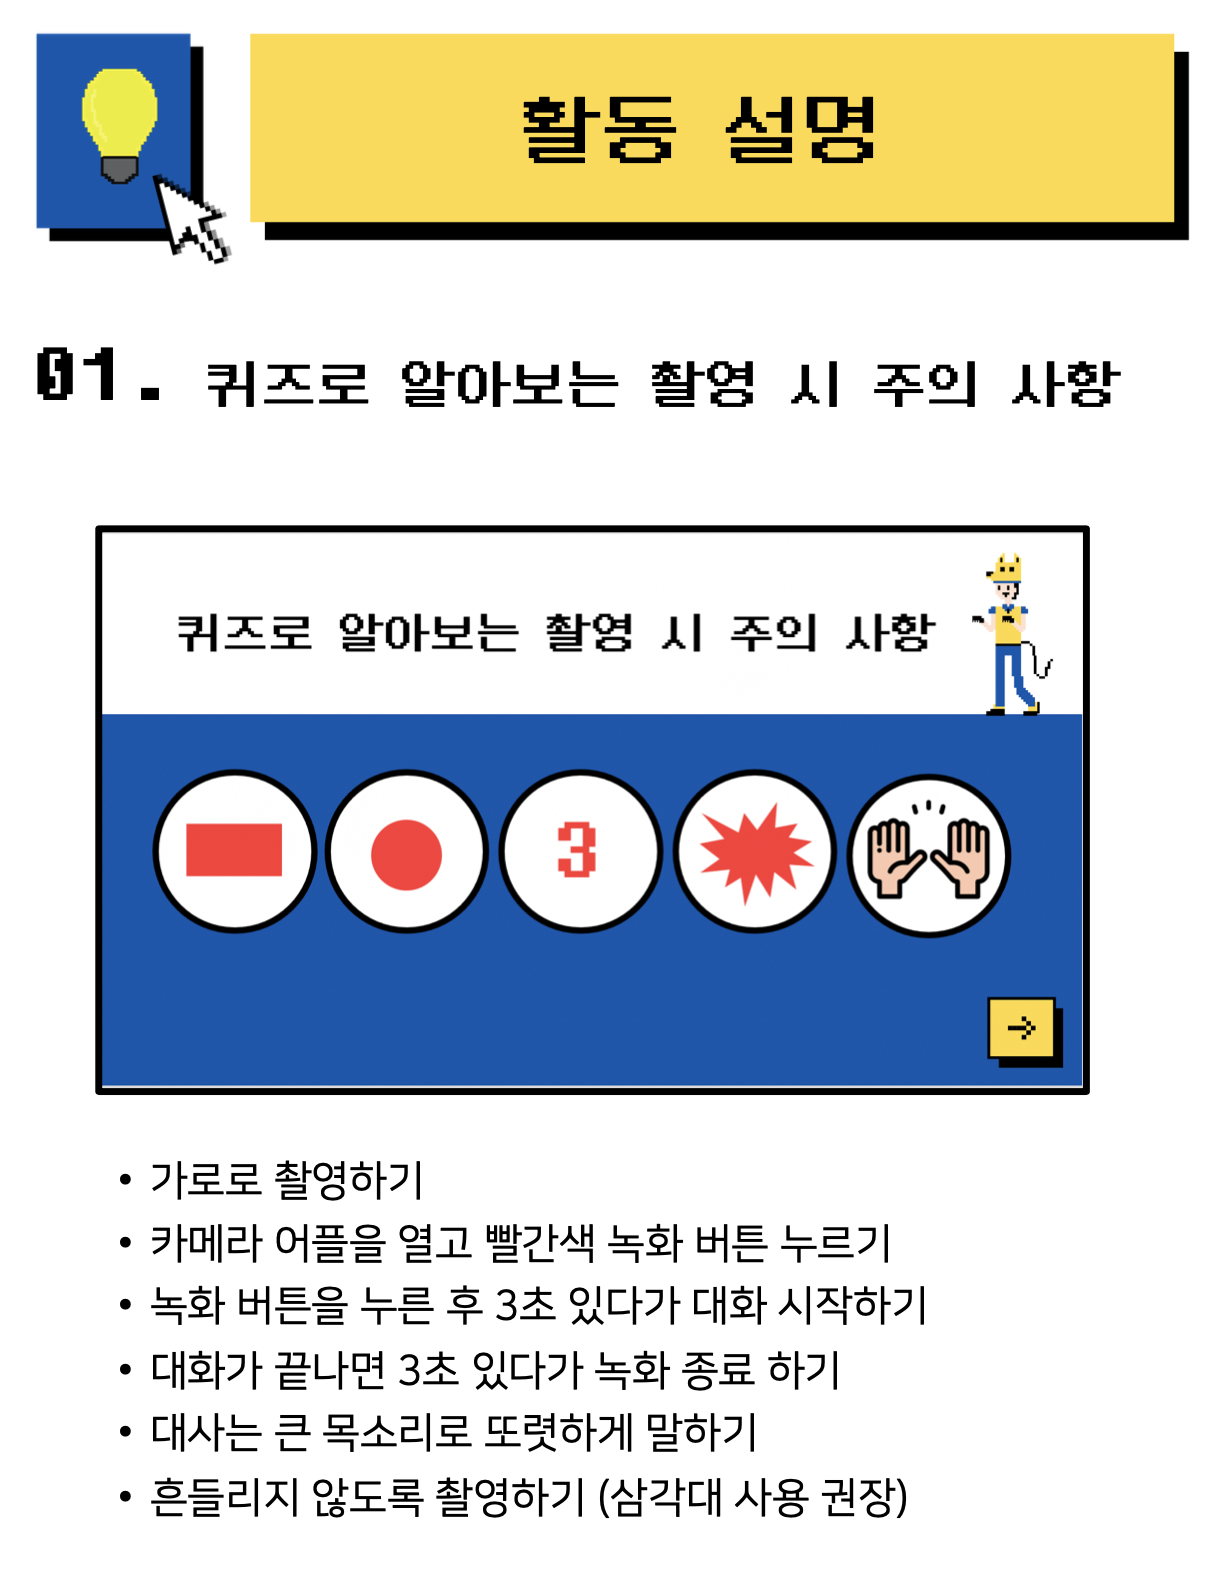 활동 설명
01. 퀴즈로 알아보는 촬영 시 주의 사항
퀴즈로 알아보는 촬영 시 주의 사항
3
• 가로로 촬영하기
• 카메라 어플을 열고 빨간색 녹화 버튼 누르기
• 녹화 버튼을 누른 후 3초 있다가 대화 시작하기
• 대화가 끝나면 3초 있다가 녹화 종료 하기
• 대사는 큰 목소리로 또렷하게 말하기
• 흔들리지 않도록 촬영하기 (삼각대 사용 권장)